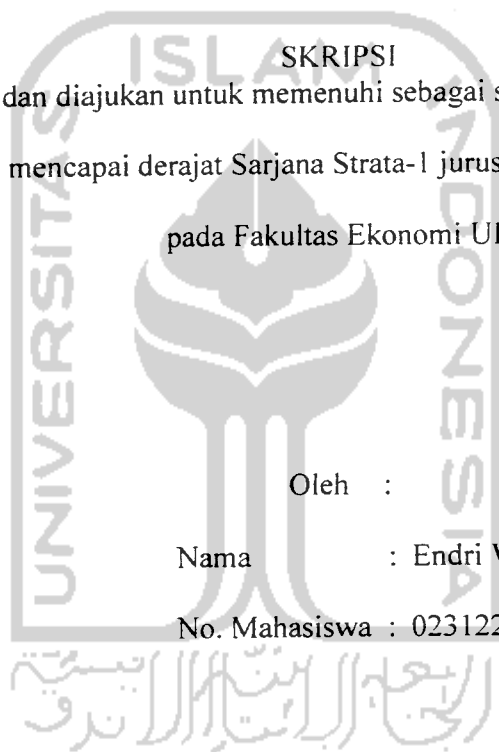 ISLAM
UNIVERSITAS
INDONESIA
SKRIPSI
dan diajukan untuk memenuhi sebagai
mencapai derajat Sarjana Strata-1
pada Fakultas Ekonomi
Oleh :
Nama : Endri
No. Mahasiswa : 023122